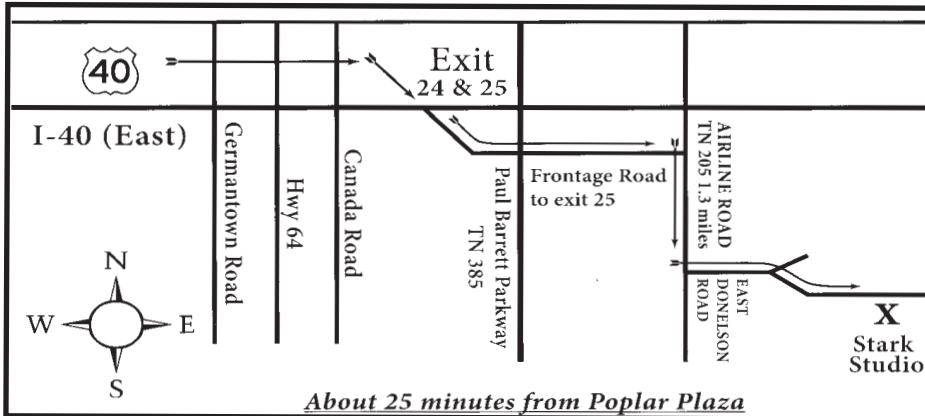 40
I-40 (East)
Germantown Road
Hwy 64
Canada Road
Exit
24 & 25
Paul Barrett Parkway
TN 385
Frontage Road
to exit 25
AIRLINE ROAD
TN 205 1.3 miles
EAST
DONELSON
ROAD
N
W
E
S
X
Stark
Studio
About 25 minutes from Poplar Plaza